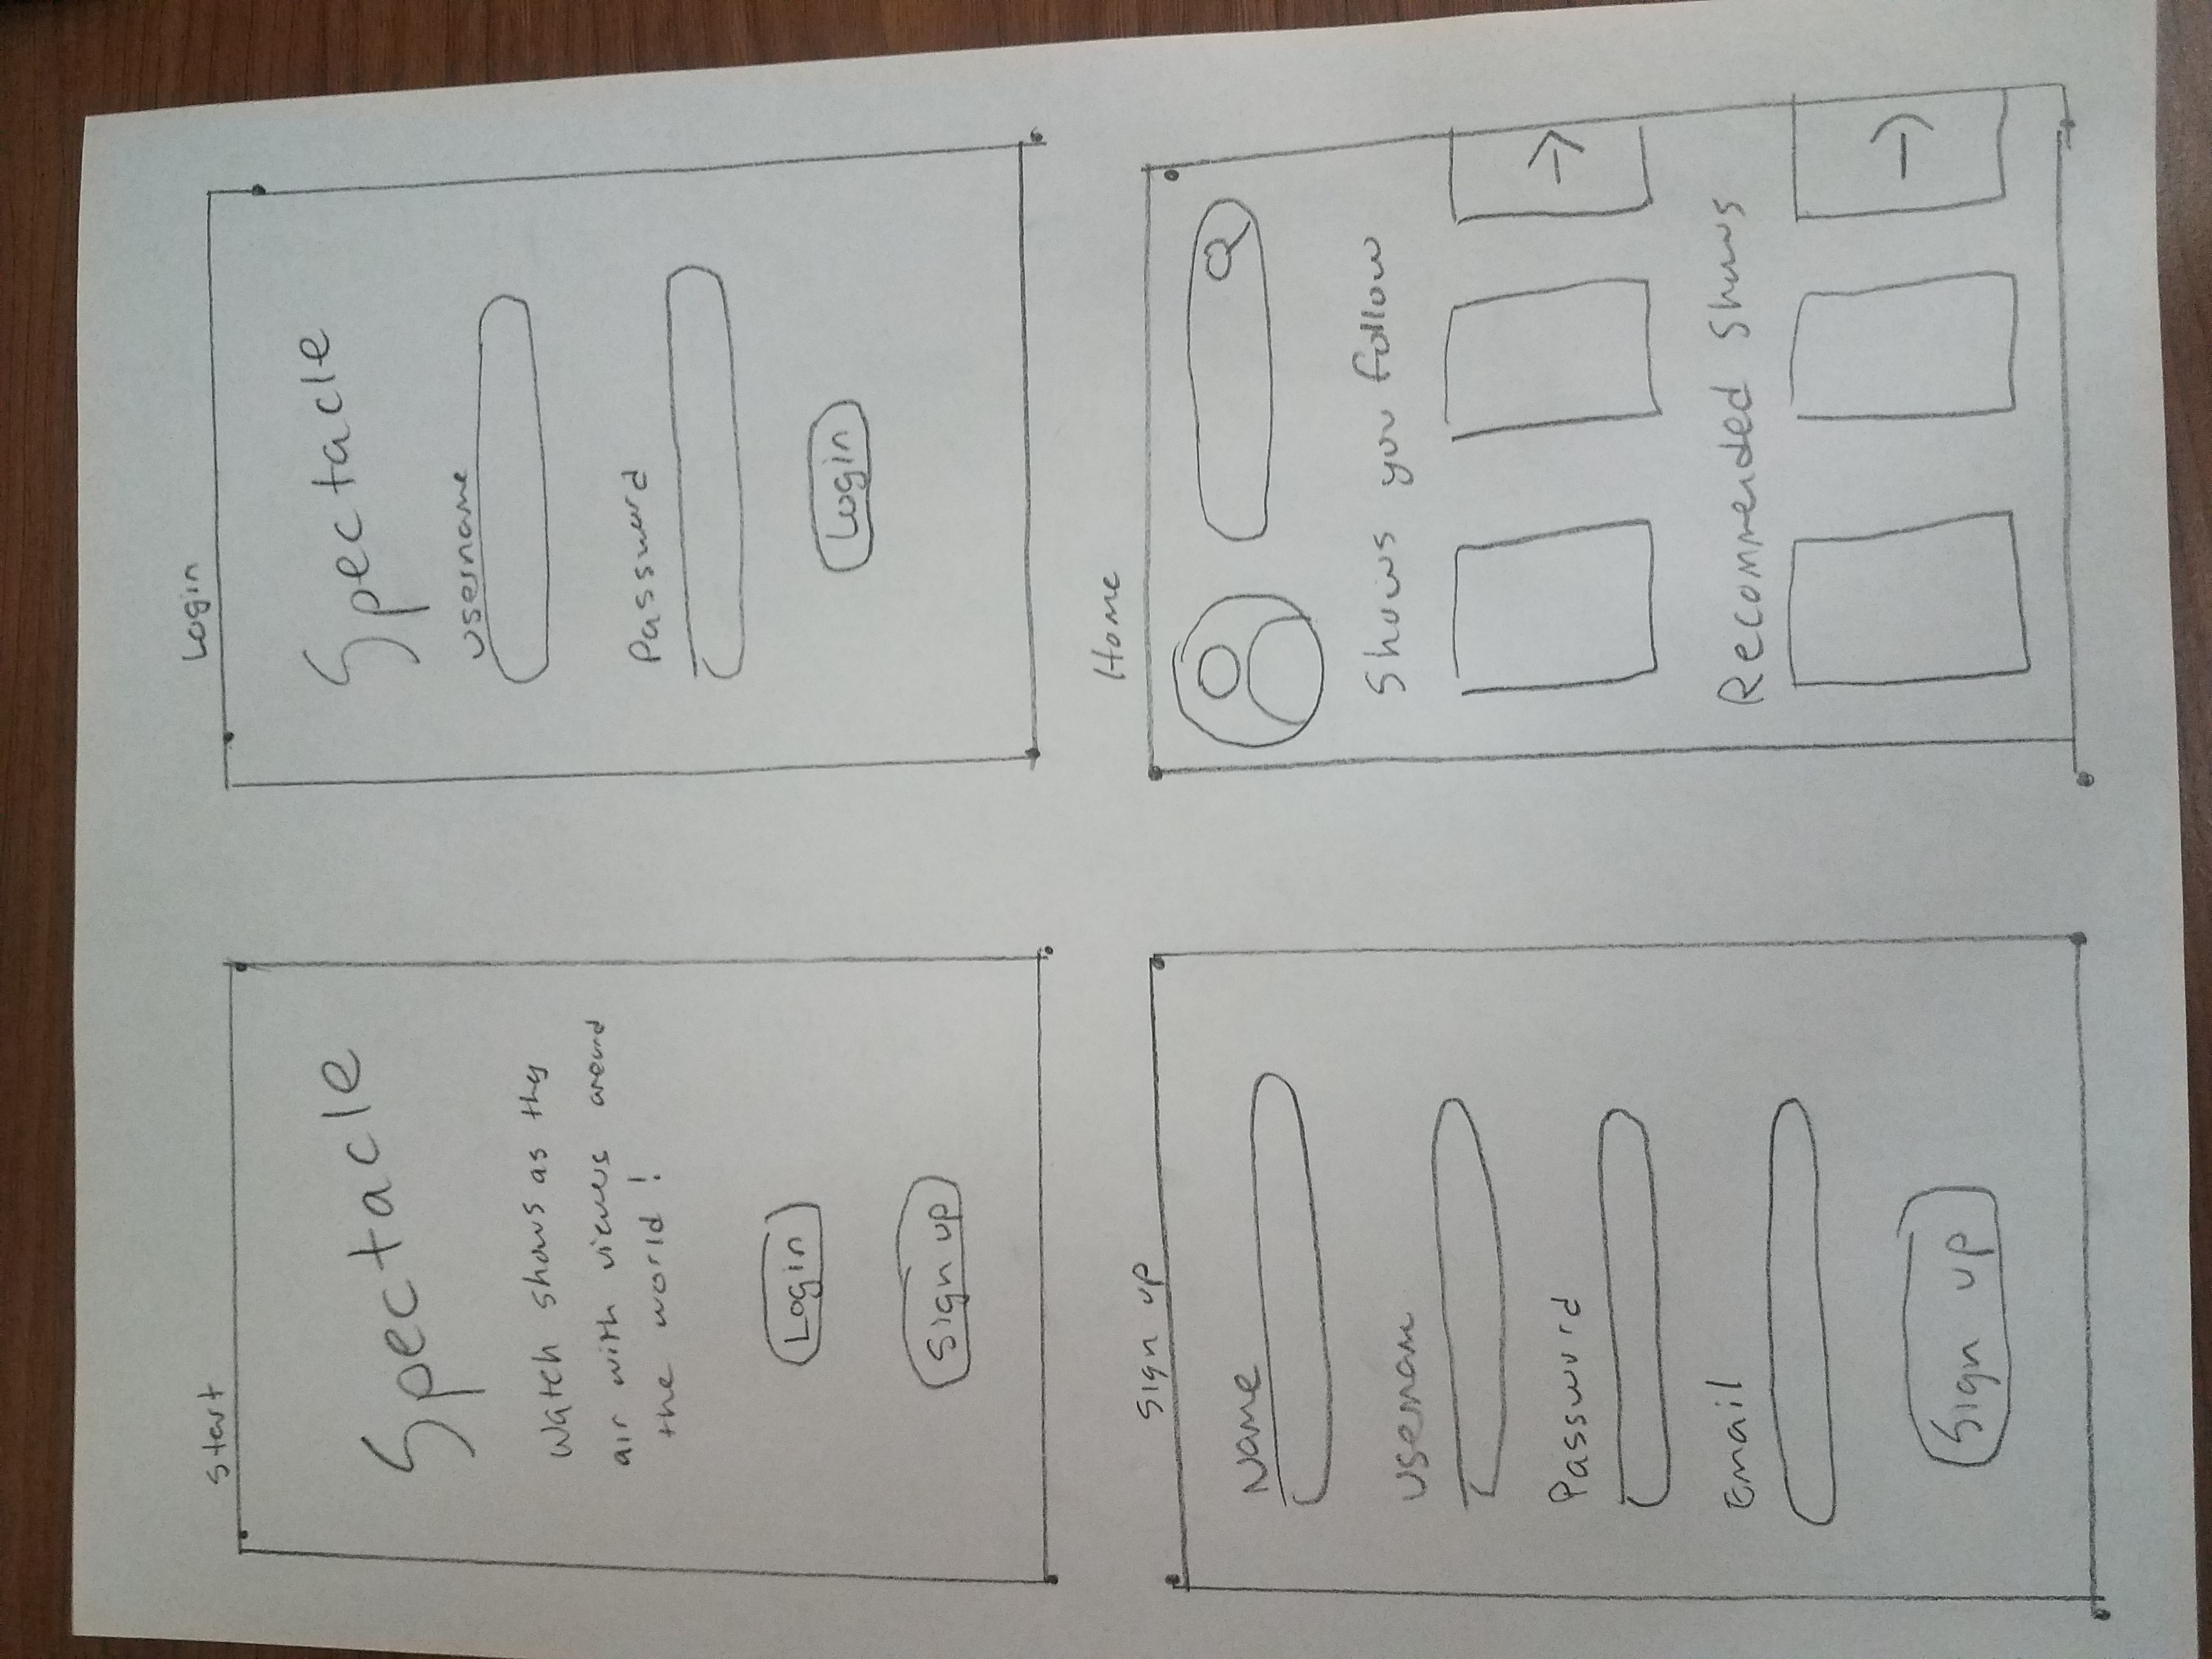 Start
Spectacle
Watch shows as they
air with viewers around
the world!
Login
Sign up
Login
Spectacle
username
Password
Login
Sign up
Name
username
Password
Email
Sign up
Home
Shows you follow
Recommended Shows